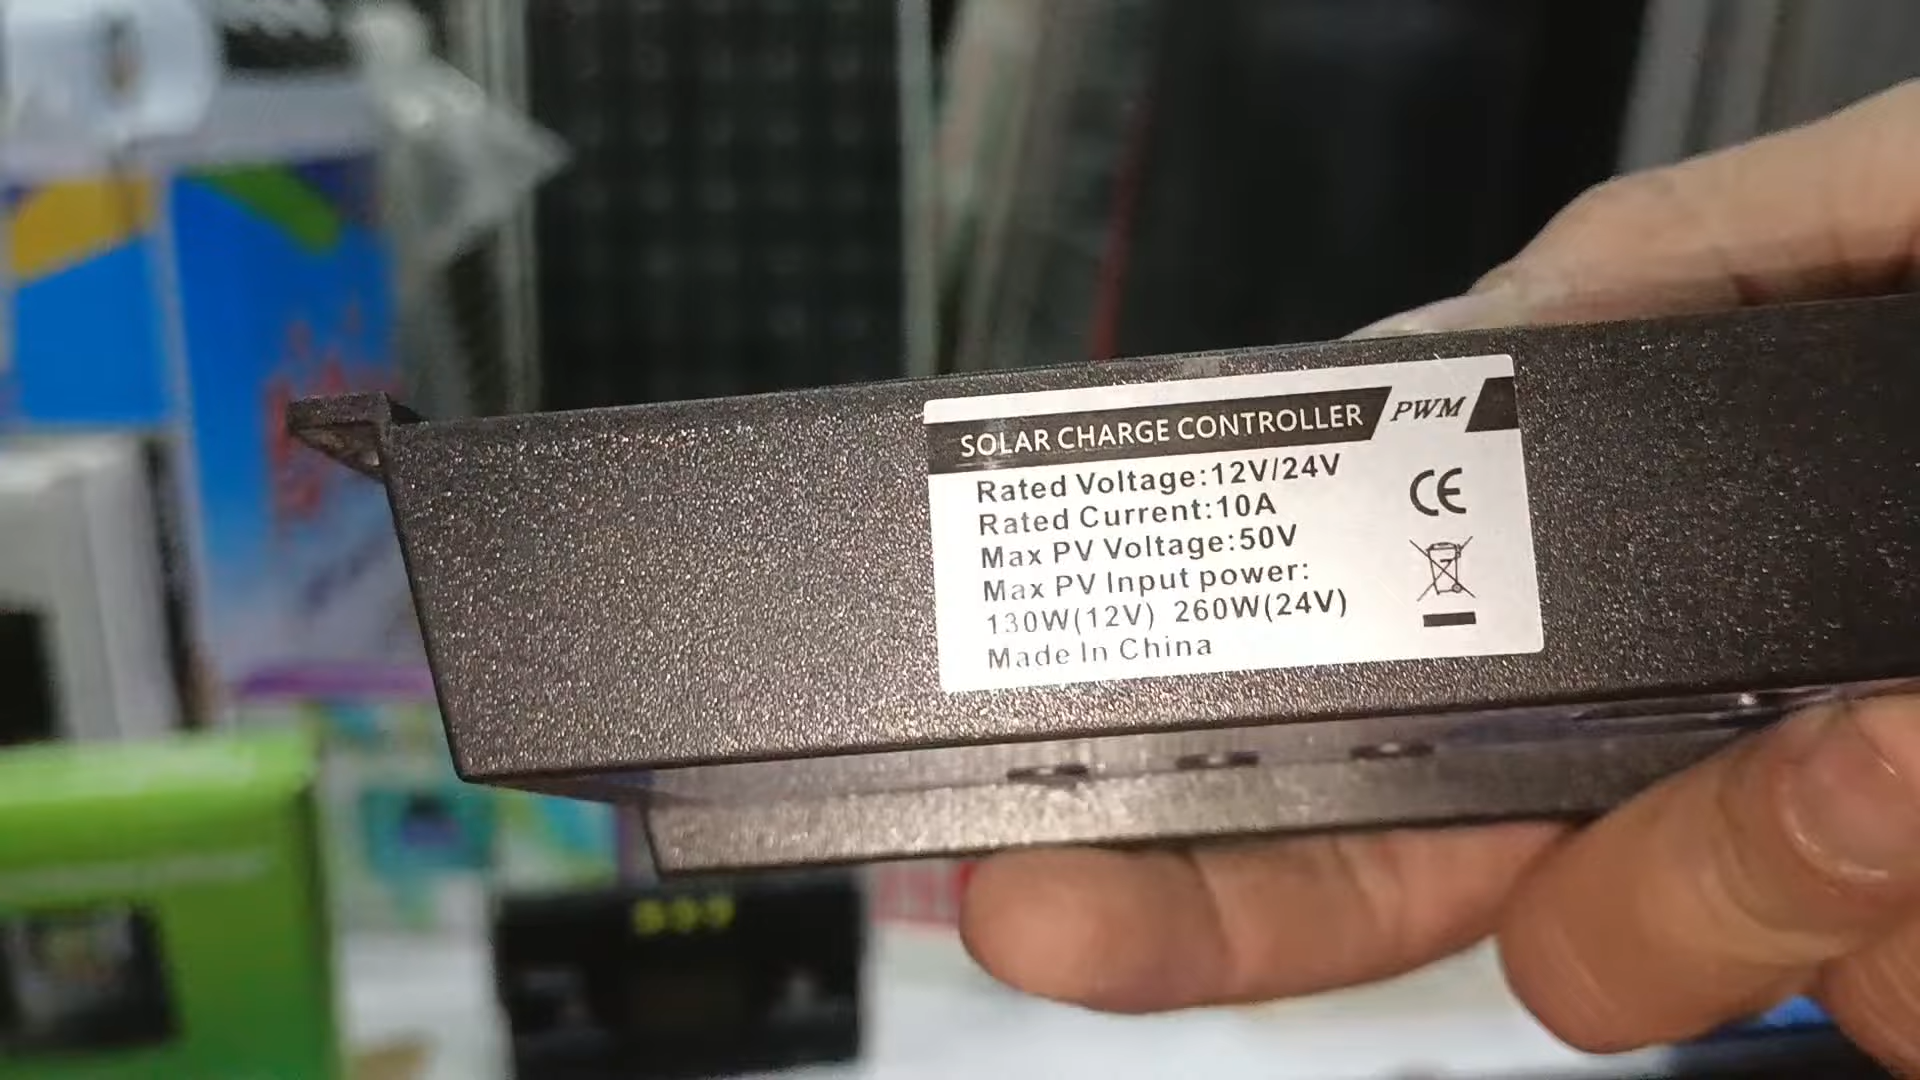 SOLAR CHARGE CONTROLLER PWM
Rated Voltage:12V/24V
Rated Current:10A
Max PV Voltage:50V
Max PV Input power:
130W(12V) 260W(24V)
Made In China
CE